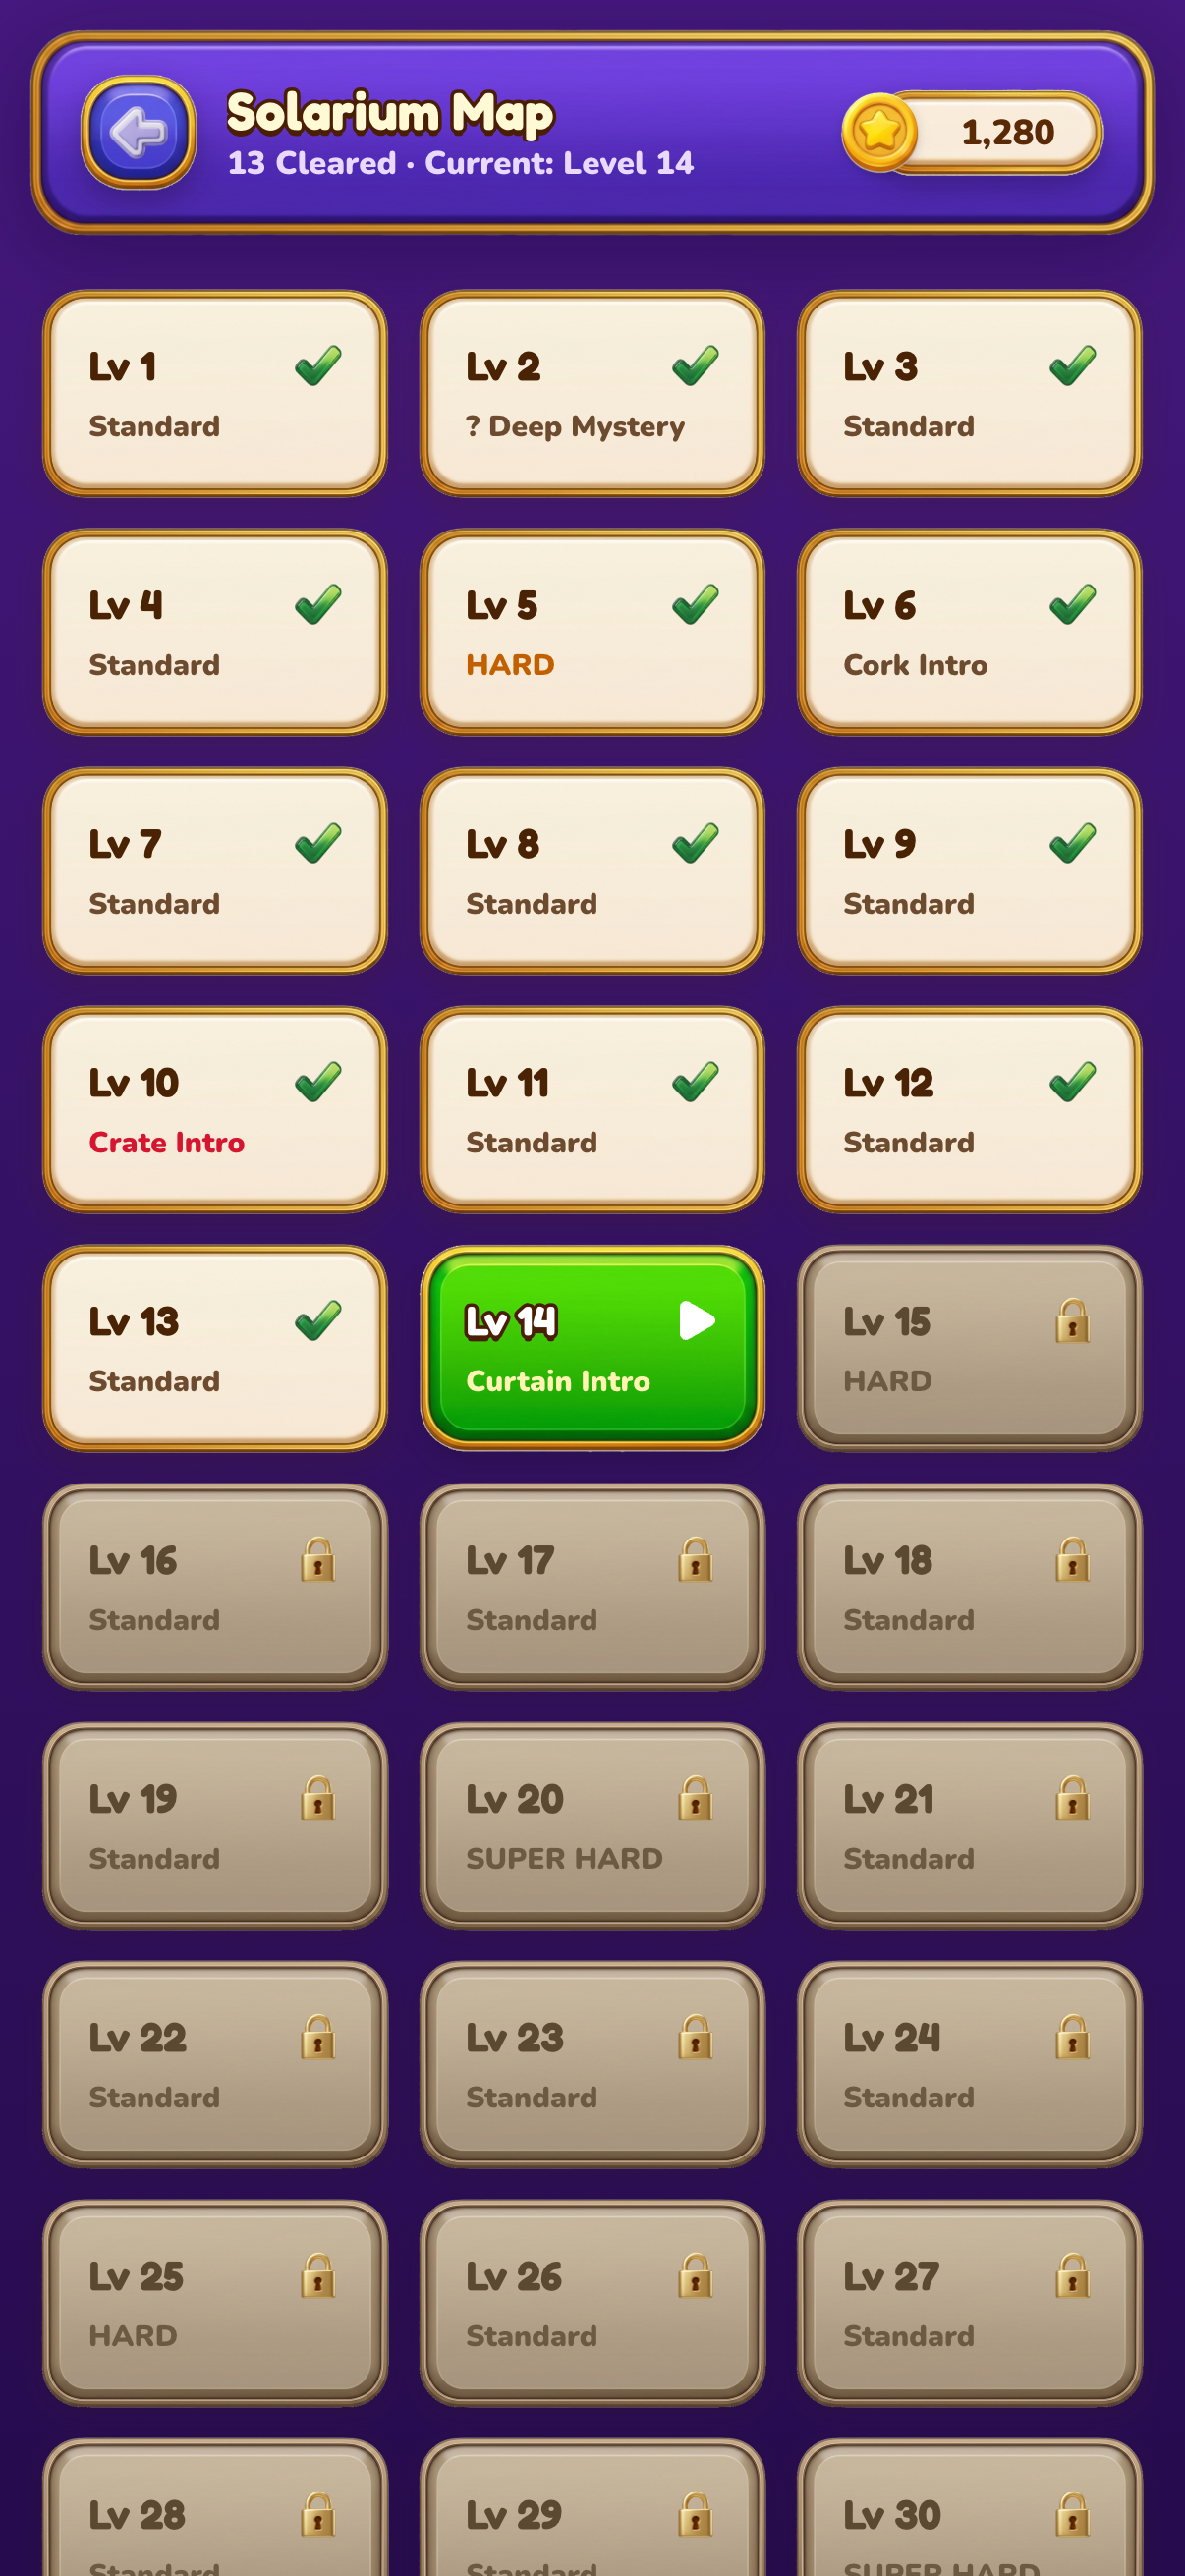 Solarium Map
13 Cleared · Current: Level 14
1,280
Lv 1
Standard
Lv 2
? Deep Mystery
Lv 3
Standard
Lv 4
Standard
Lv 5
HARD
Lv 6
Cork Intro
Lv 7
Standard
Lv 8
Standard
Lv 9
Standard
Lv 10
Crate Intro
Lv 11
Standard
Lv 12
Standard
Lv 13
Standard
Lv 14
Curtain Intro
Lv 15
HARD
Lv 16
Standard
Lv 17
Standard
Lv 18
Standard
Lv 19
Standard
Lv 20
SUPER HARD
Lv 21
Standard
Lv 22
Standard
Lv 23
Standard
Lv 24
Standard
Lv 25
HARD
Lv 26
Standard
Lv 27
Standard
Lv 28
Standard
Lv 29
Standard
Lv 30
SUPER HARD